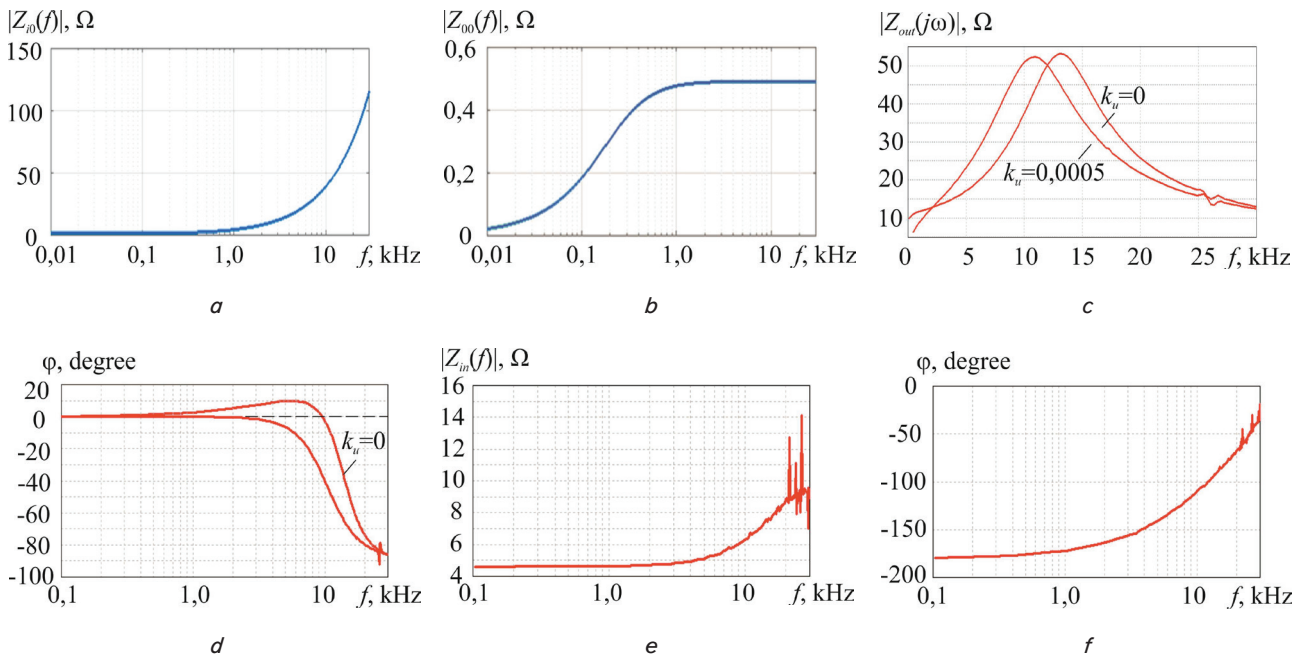 |Z_i0(f)|, Ω
150
100
50
0
0,01 0,1 1,0 10 f, kHz
a
|Z_00(f)|, Ω
0,6
0,4
0,2
0
0,01 0,1 1,0 10 f, kHz
b
|Z_out(jω)|, Ω
50
40
30
20
10
k_u=0
k_u=0,0005
0 5 10 15 20 25 f, kHz
c
φ, degree
20
0
-20
-40
-60
-80
-100
k_u=0
0,1 1,0 10 f, kHz
d
|Z_in(f)|, Ω
16
14
12
10
8
6
4
0,1 1,0 10 f, kHz
e
φ, degree
0
-50
-100
-150
-200
0,1 1,0 10 f, kHz
f